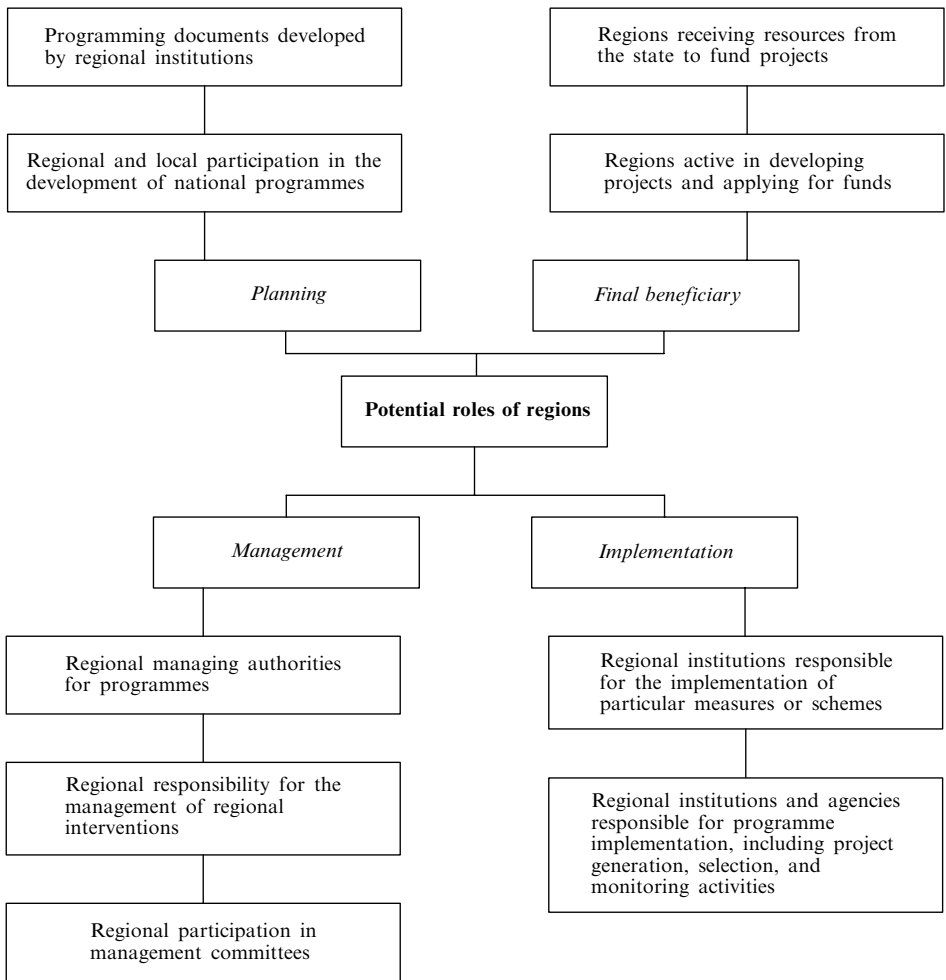 Programming documents developed
by regional institutions
Regions receiving resources from
the state to fund projects
Regional and local participation in the
development of national programmes
Regions active in developing
projects and applying for funds
Planning
Final beneficiary
Potential roles of regions
Management
Implementation
Regional managing authorities
for programmes
Regional institutions responsible
for the implementation of
particular measures or schemes
Regional responsibility for the
management of regional
interventions
Regional institutions and agencies
responsible for programme
implementation, including project
generation, selection, and
monitoring activities
Regional participation in
management committees